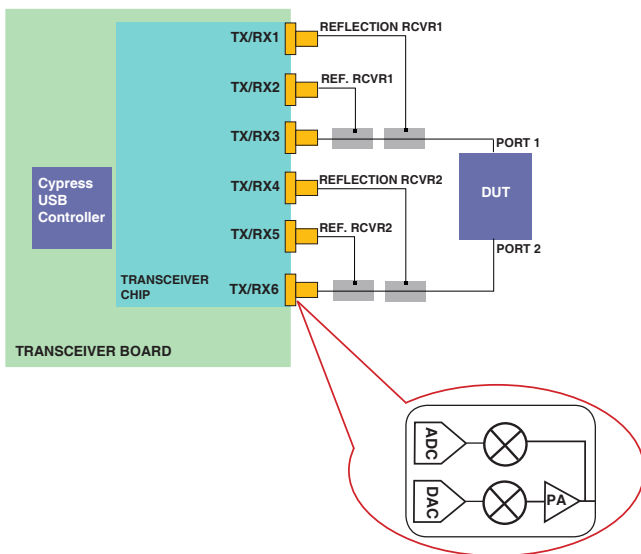 TX/RX1
REFLECTION RCVR1
TX/RX2
REF. RCVR1
TX/RX3
PORT 1
Cypress
USB
Controller
TX/RX4
REFLECTION RCVR2
DUT
TX/RX5
REF. RCVR2
PORT 2
TRANSCEIVER
CHIP
TX/RX6
TRANSCEIVER BOARD
ADC
DAC
PA